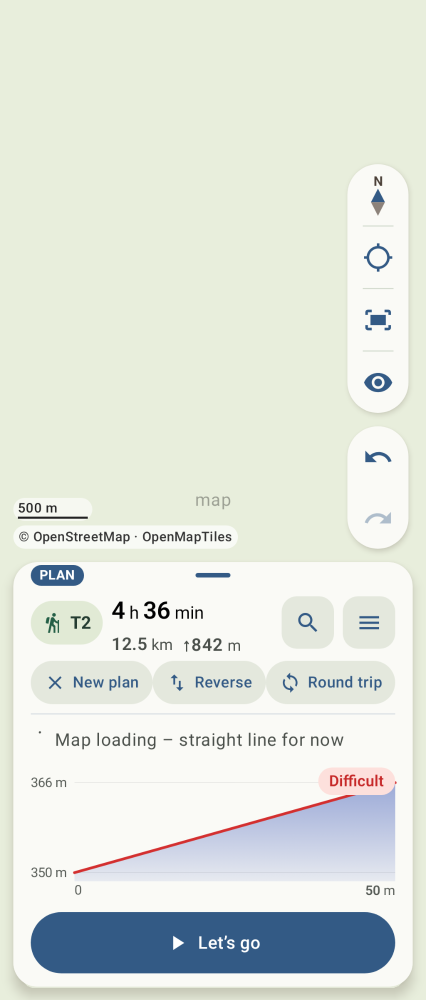 N
map
500 m
© OpenStreetMap · OpenMapTiles
PLAN
T2
4 h 36 min
12.5 km ↑842 m
New plan
Reverse
Round trip
Map loading – straight line for now
366 m
Difficult
350 m
0
50 m
Let’s go